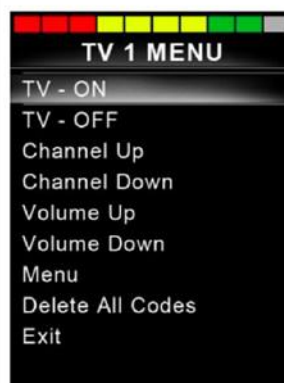 TV 1 MENU
TV - ON
TV - OFF
Channel Up
Channel Down
Volume Up
Volume Down
Menu
Delete All Codes
Exit